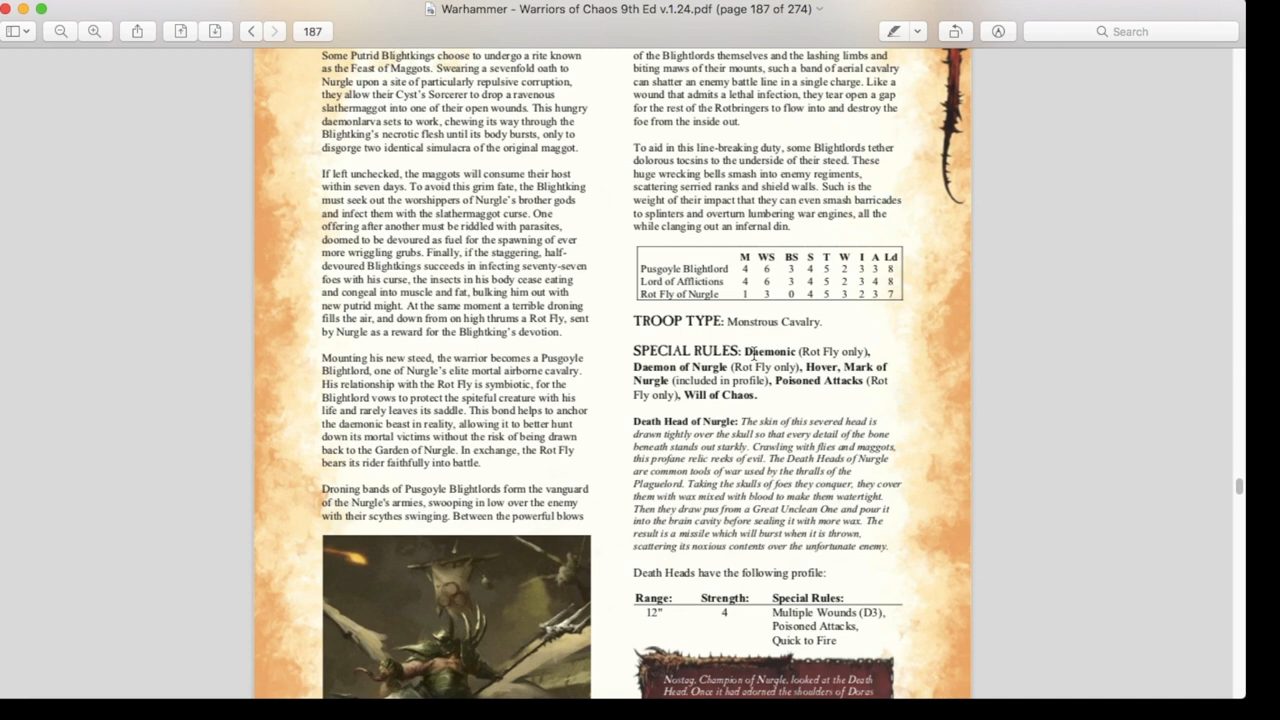 Warhammer - Warriors of Chaos 9th Ed v.1.24.pdf (page 187 of 274)
187
Search
Some Putrid Blightkings choose to undergo a rite known
as the Feast of Maggots. Swearing a sevenfold oath to
Nurgle upon a site of particularly repulsive corruption,
they allow their Cyst's Sorcerer to drop a ravenous
slathermaggot into one of their open wounds. This hungry
daemonlarva sets to work, chewing its way through the
Blightking's necrotic flesh until its body bursts, only to
disgorge two identical simulacra of the original maggot.
If left unchecked, the maggots will consume their host
within seven days. To avoid this grim fate, the Blightking
must seek out the worshippers of Nurgle's brother gods
and infect them with the slathermaggot curse. One
offering after another must be riddled with parasites,
doomed to be devoured as fuel for the spawning of ever
more wriggling grubs. Finally, if the staggering, half-
devoured Blightkings succeeds in infecting seventy-seven
foes with his curse, the insects in his body cease eating
and congeal into muscle and fat, bulking him out with
new putrid might. At the same moment a terrible droning
fills the air, and down from on high thrums a Rot Fly, sent
by Nurgle as a reward for the Blightking's devotion.
Mounting his new steed, the warrior becomes a Pusgoyle
Blightlord, one of Nurgle's elite mortal airborne cavalry.
His relationship with the Rot Fly is symbiotic, for the
Blightlord vows to protect the spiteful creature with his
life and rarely leaves its saddle. This bond helps to anchor
the daemonic beast in reality, allowing it to better hunt
down its mortal victims without the risk of being drawn
back to the Garden of Nurgle. In exchange, the Rot Fly
bears its rider faithfully into battle.
Droning bands of Pusgoyle Blightlords form the vanguard
of the Nurgle's armies, swooping in low over the enemy
with their scythes swinging. Between the powerful blows
of the Blightlords themselves and the lashing limbs and
biting maws of their mounts, such a band of aerial cavalry
can shatter an enemy battle line in a single charge. Like a
wound that admits a lethal infection, they tear open a gap
for the rest of the Rotbringers to flow into and destroy the
foe from the inside out.
To aid in this line-breaking duty, some Blightlords tether
dolorous tocsins to the underside of their steed. These
huge wrecking bells smash into enemy regiments,
scattering serried ranks and shield walls. Such is the
weight of their impact that they can even smash barricades
to splinters and overturn lumbering war engines, all the
while clanging out an infernal din.
M WS BS S T W I A Ld
Pusgoyle Blightlord 4 6 3 4 5 2 3 3 8
Lord of Afflictions 4 6 3 4 5 2 3 4 8
Rot Fly of Nurgle 1 3 0 4 5 3 2 3 7
TROOP TYPE: Monstrous Cavalry.
SPECIAL RULES: Daemonic (Rot Fly only),
Daemon of Nurgle (Rot Fly only), Hover, Mark of
Nurgle (included in profile), Poisoned Attacks (Rot
Fly only), Will of Chaos.
Death Head of Nurgle: The skin of this severed head is
drawn tightly over the skull so that every detail of the bone
beneath stands out starkly. Crawling with flies and maggots,
this profane relic reeks of evil. The Death Heads of Nurgle
are common tools of war used by the thralls of the
Plaguelord. Taking the skulls of foes they conquer, they cover
them with wax mixed with blood to make them watertight.
Then they draw pus from a Great Unclean One and pour it
into the brain cavity before sealing it with more wax. The
result is a missile which will burst when it is thrown,
scattering its noxious contents over the unfortunate enemy.
Death Heads have the following profile:
Range: Strength: Special Rules:
12" 4 Multiple Wounds (D3),
Poisoned Attacks,
Quick to Fire
Nostag, Champion of Nurgle, looked at the Death
Head. Once it had adorned the shoulders of Doras